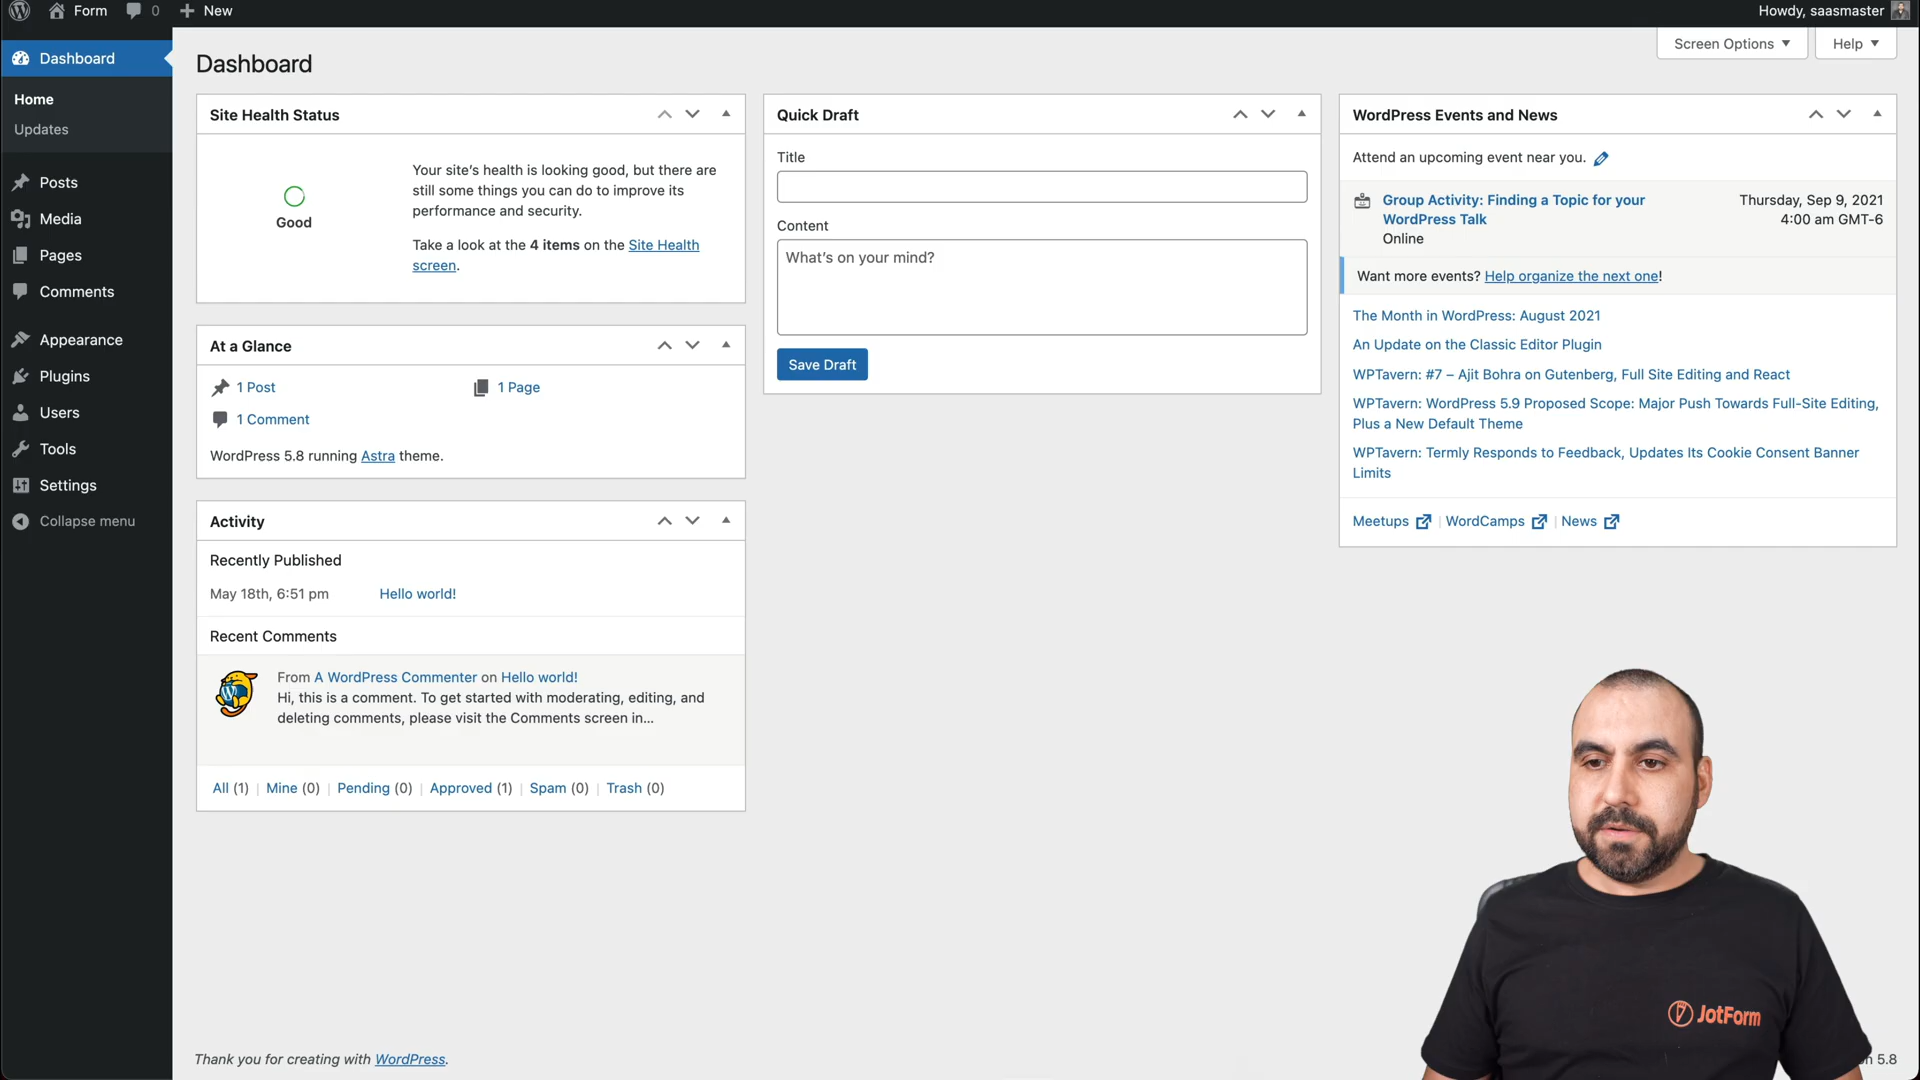 Form
0
New
Howdy, saasmaster
Dashboard
Home
Updates
Posts
Media
Pages
Comments
Appearance
Plugins
Users
Tools
Settings
Collapse menu
Screen Options
Help
Dashboard
Site Health Status
Good
Your site's health is looking good, but there are
still some things you can do to improve its
performance and security.
Take a look at the 4 items on the Site Health
screen.
At a Glance
1 Post
1 Page
1 Comment
WordPress 5.8 running Astra theme.
Activity
Recently Published
May 18th, 6:51 pm
Hello world!
Recent Comments
From A WordPress Commenter on Hello world!
Hi, this is a comment. To get started with moderating, editing, and
deleting comments, please visit the Comments screen in…
All (1) | Mine (0) | Pending (0) | Approved (1) | Spam (0) | Trash (0)
Quick Draft
Title
Content
What's on your mind?
Save Draft
WordPress Events and News
Attend an upcoming event near you.
Group Activity: Finding a Topic for your
WordPress Talk
Online
Thursday, Sep 9, 2021
4:00 am GMT-6
Want more events? Help organize the next one!
The Month in WordPress: August 2021
An Update on the Classic Editor Plugin
WPTavern: #7 – Ajit Bohra on Gutenberg, Full Site Editing and React
WPTavern: WordPress 5.9 Proposed Scope: Major Push Towards Full-Site Editing,
Plus a New Default Theme
WPTavern: Termly Responds to Feedback, Updates Its Cookie Consent Banner
Limits
Meetups | WordCamps | News
JotForm
Thank you for creating with WordPress.
5.8